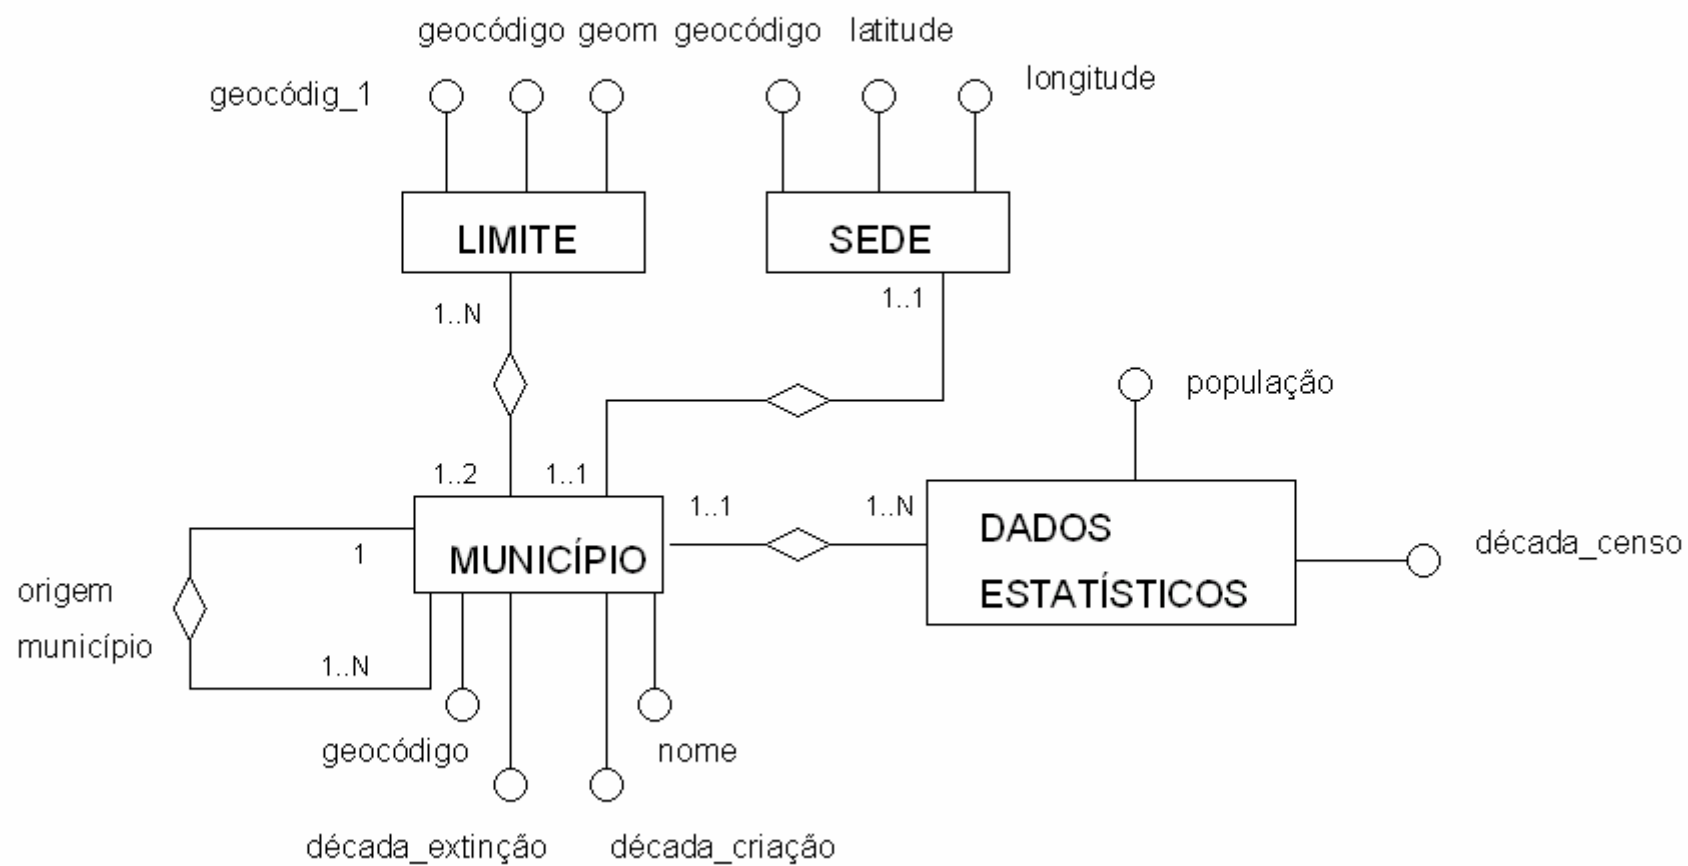 geocódigo geom geocódigo latitude
geocódig_1
longitude
LIMITE
SEDE
1..N
1..1
população
1..2
1..1
1..1
1..N
DADOS
ESTATÍSTICOS
década_censo
MUNICÍPIO
1
origem
município
1..N
geocódigo
nome
década_extinção
década_criação